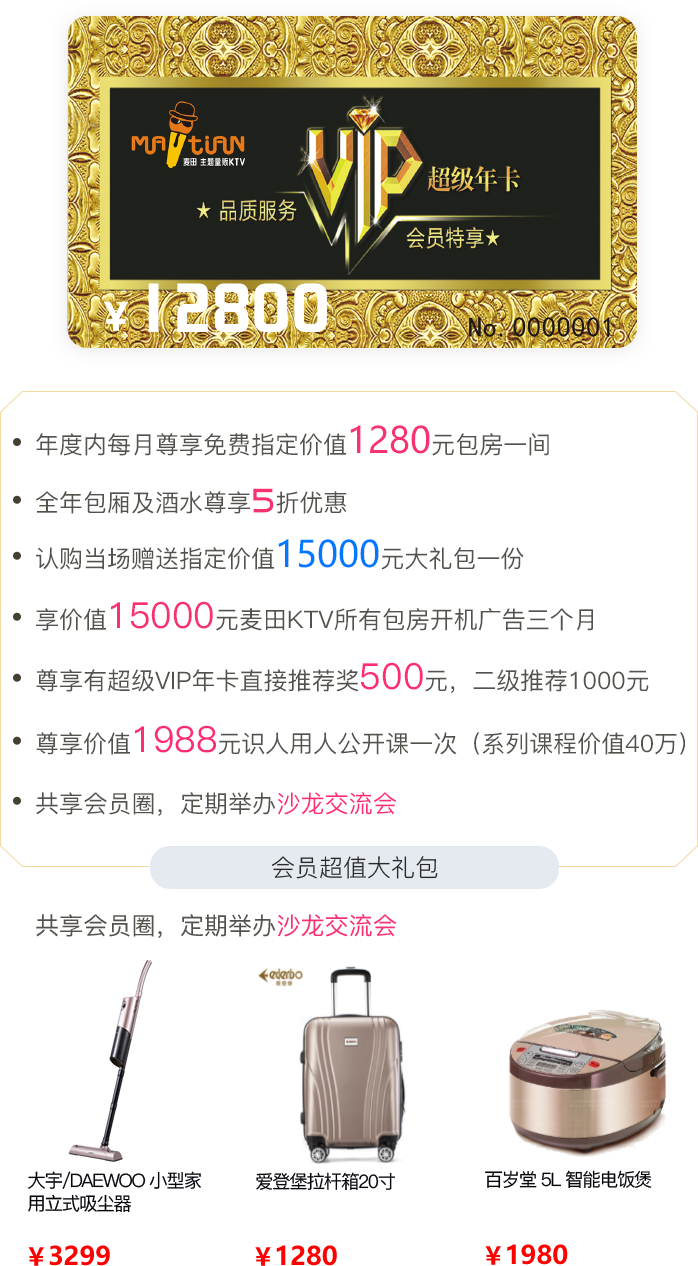 MAYtiAN
麦田 主题量贩KTV
VIP
超级年卡
★ 品质服务
会员特享★
¥12800
No. 0000001
• 年度内每月尊享免费指定价值1280元包房一间
• 全年包厢及酒水尊享5折优惠
• 认购当场赠送指定价值15000元大礼包一份
• 享价值15000元麦田KTV所有包房开机广告三个月
• 尊享有超级VIP年卡直接推荐奖500元，二级推荐1000元
• 尊享价值1988元识人用人公开课一次（系列课程价值40万）
• 共享会员圈，定期举办沙龙交流会
会员超值大礼包
共享会员圈，定期举办沙龙交流会
ederbo
爱登堡
大宇/DAEWOO 小型家
用立式吸尘器
¥3299
爱登堡拉杆箱20寸
¥1280
百岁堂 5L 智能电饭煲
¥1980